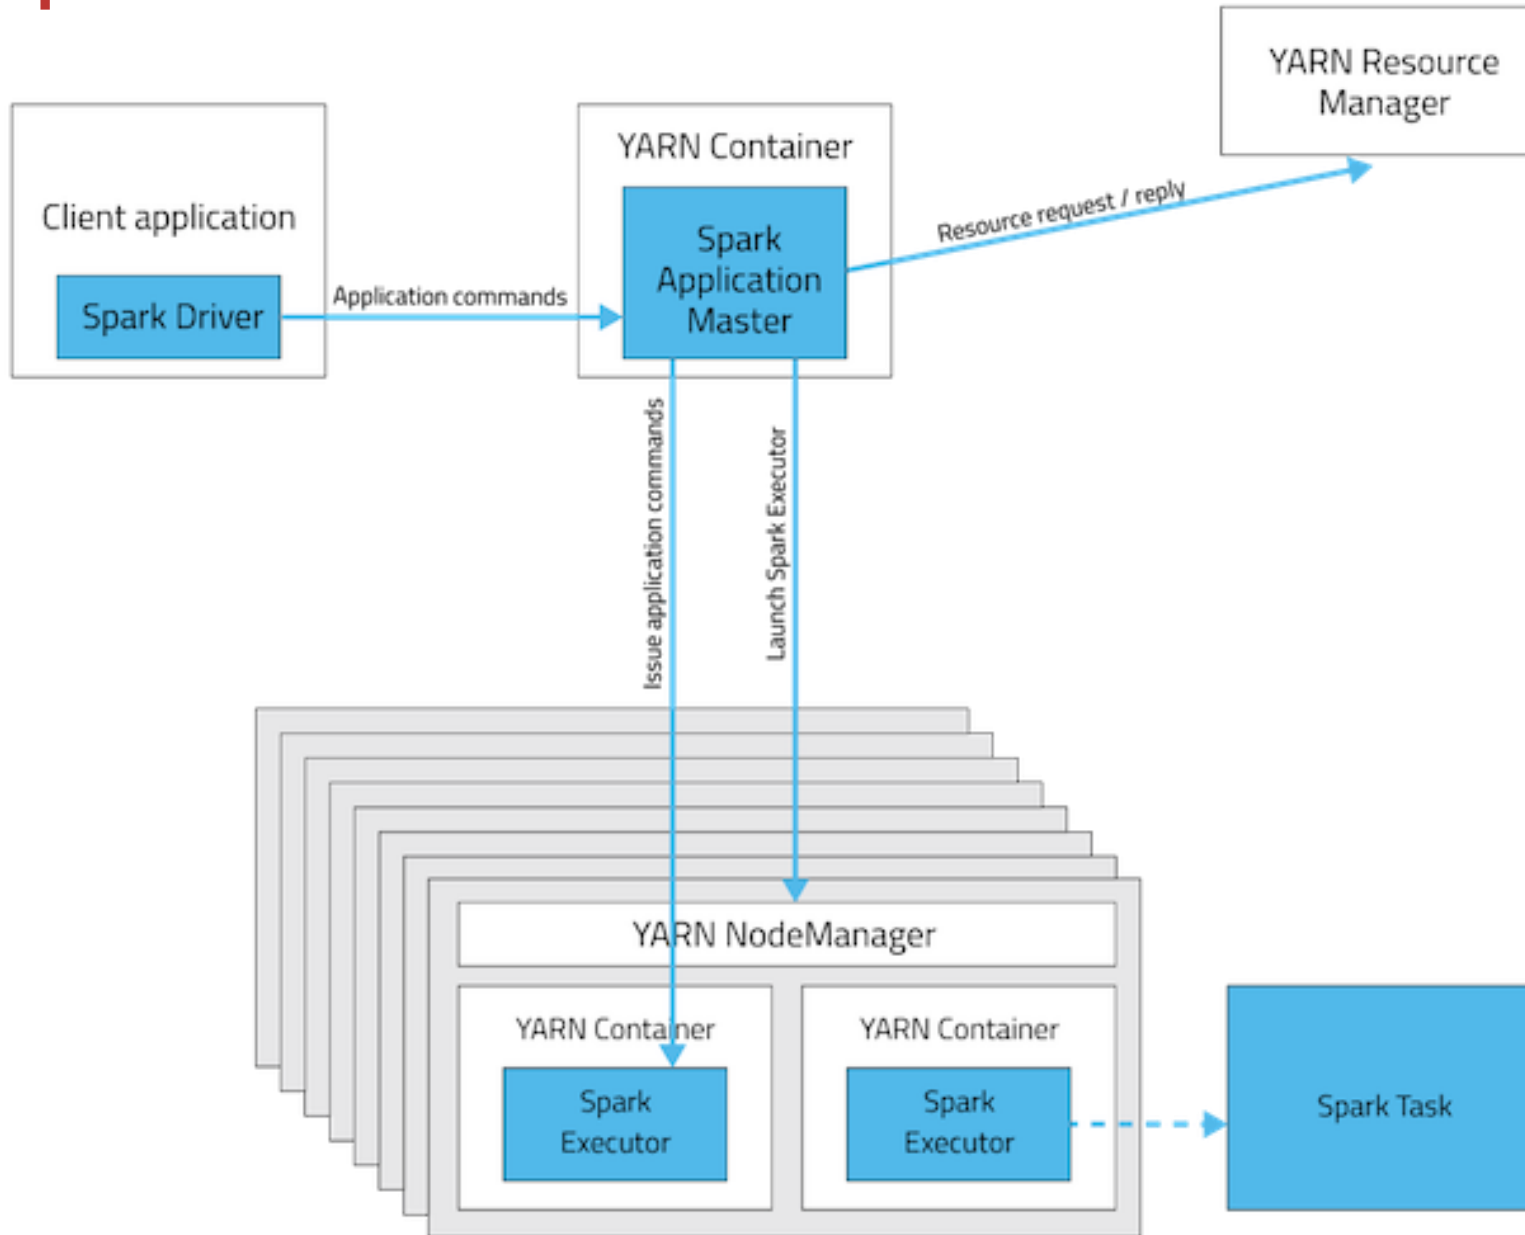 YARN Resource
Manager
YARN Container
Client application
Spark
Application
Master
Spark Driver
Application commands
Resource request / reply
Issue application commands
Launch Spark Executor
YARN NodeManager
YARN Container
YARN Container
Spark
Executor
Spark
Executor
Spark Task